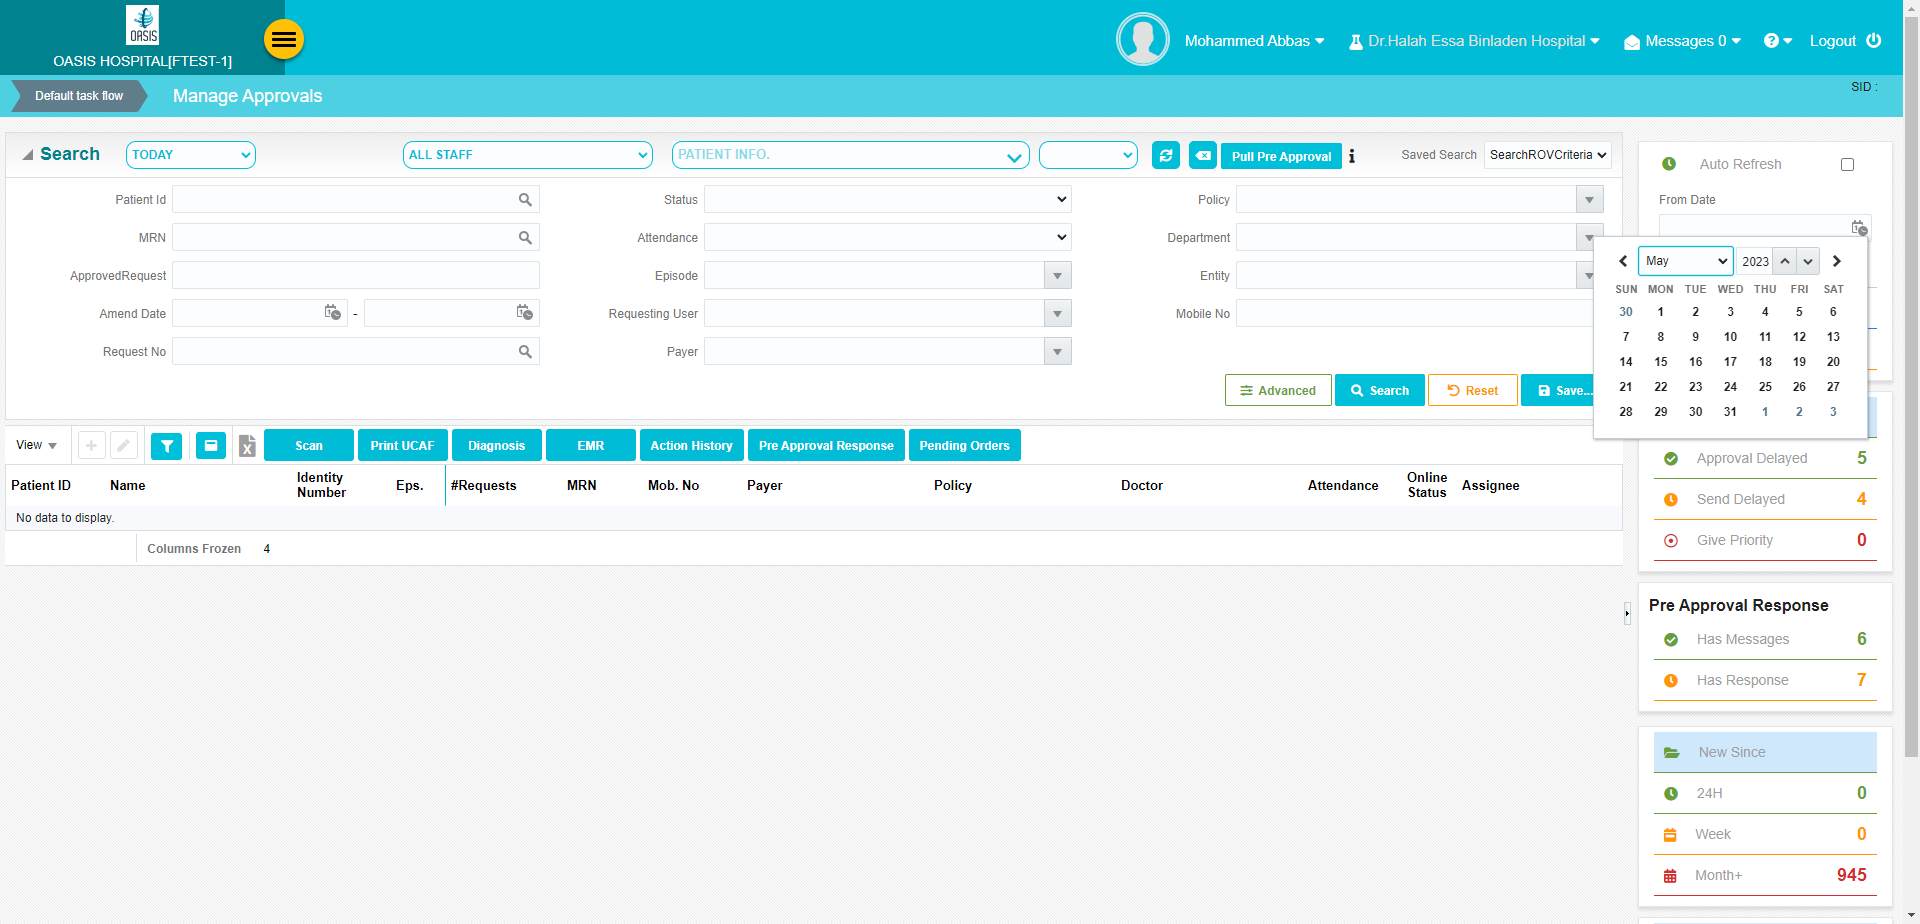 OASIS
OASIS HOSPITAL[FTEST-1]
Mohammed Abbas
Dr.Halah Essa Binladen Hospital
Messages 0
Logout
Default task flow
Manage Approvals
SID :
Search
TODAY
ALL STAFF
PATIENT INFO.
Pull Pre Approval
Saved Search
SearchROVCriteria
Patient Id
Status
Policy
MRN
Attendance
Department
ApprovedRequest
Episode
Entity
Amend Date
-
Requesting User
Mobile No
Request No
Payer
Advanced
Search
Reset
Save...
Auto Refresh
From Date
May
2023
SUN MON TUE WED THU FRI SAT
30 1 2 3 4 5 6
7 8 9 10 11 12 13
14 15 16 17 18 19 20
21 22 23 24 25 26 27
28 29 30 31 1 2 3
View
Scan
Print UCAF
Diagnosis
EMR
Action History
Pre Approval Response
Pending Orders
Patient ID
Name
Identity Number
Eps.
#Requests
MRN
Mob. No
Payer
Policy
Doctor
Attendance
Online Status
Assignee
No data to display.
Columns Frozen 4
Approval Delayed 5
Send Delayed 4
Give Priority 0
Pre Approval Response
Has Messages 6
Has Response 7
New Since
24H 0
Week 0
Month+ 945